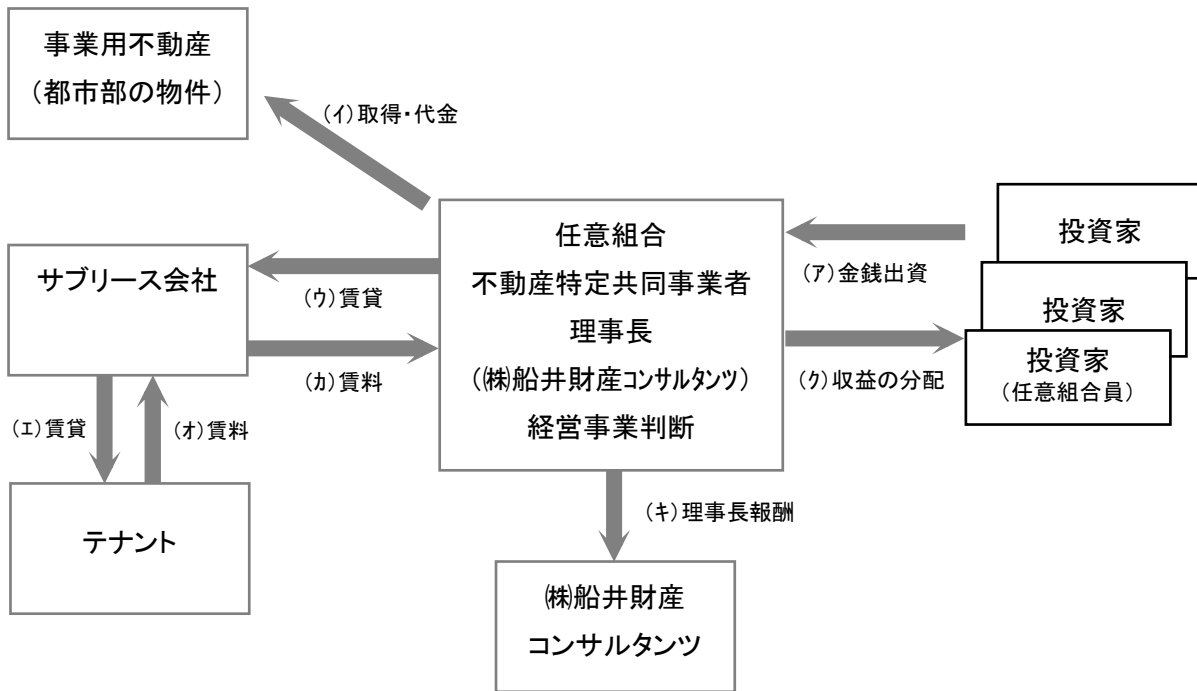 事業用不動産
（都市部の物件）
（ｲ）取得・代金
任意組合
不動産特定共同事業者
理事長
（㈱船井財産ｺﾝｻﾙﾀﾝﾂ）
経営事業判断
投資家
投資家
投資家
（任意組合員）
（ｱ）金銭出資
（ｸ）収益の分配
サブリース会社
（ｳ）賃貸
（ｶ）賃料
（ｴ）賃貸
（ｵ）賃料
テナント
（ｷ）理事長報酬
㈱船井財産
コンサルタンツ